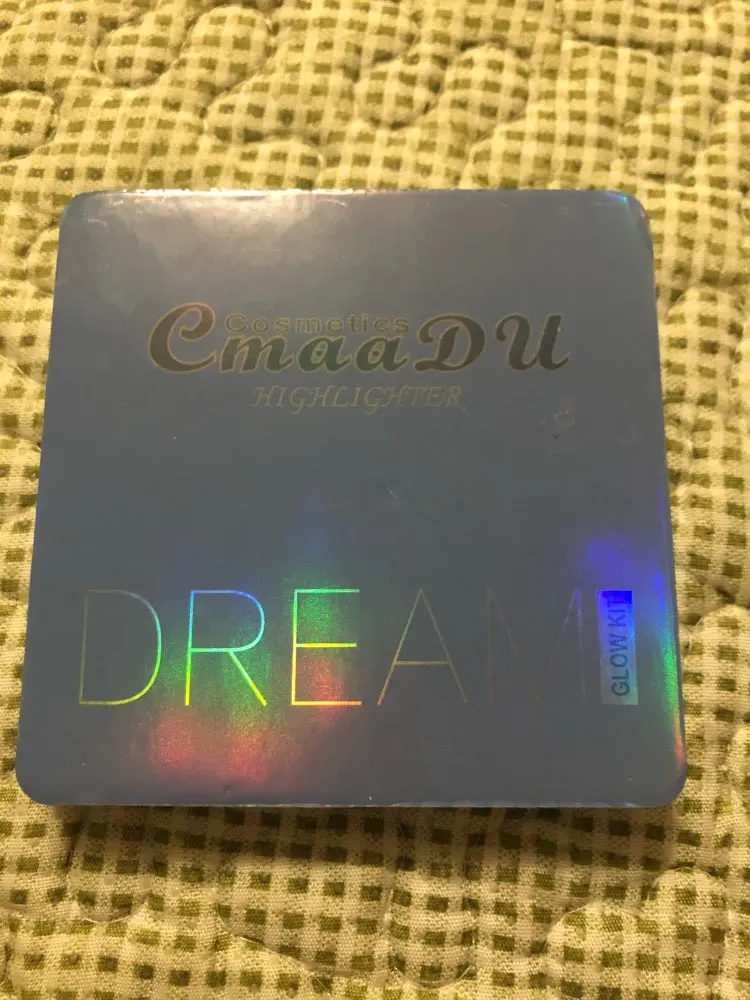 Cosmetics
CmaaDU
HIGHLIGHTER
DREAM
GLOW KIT